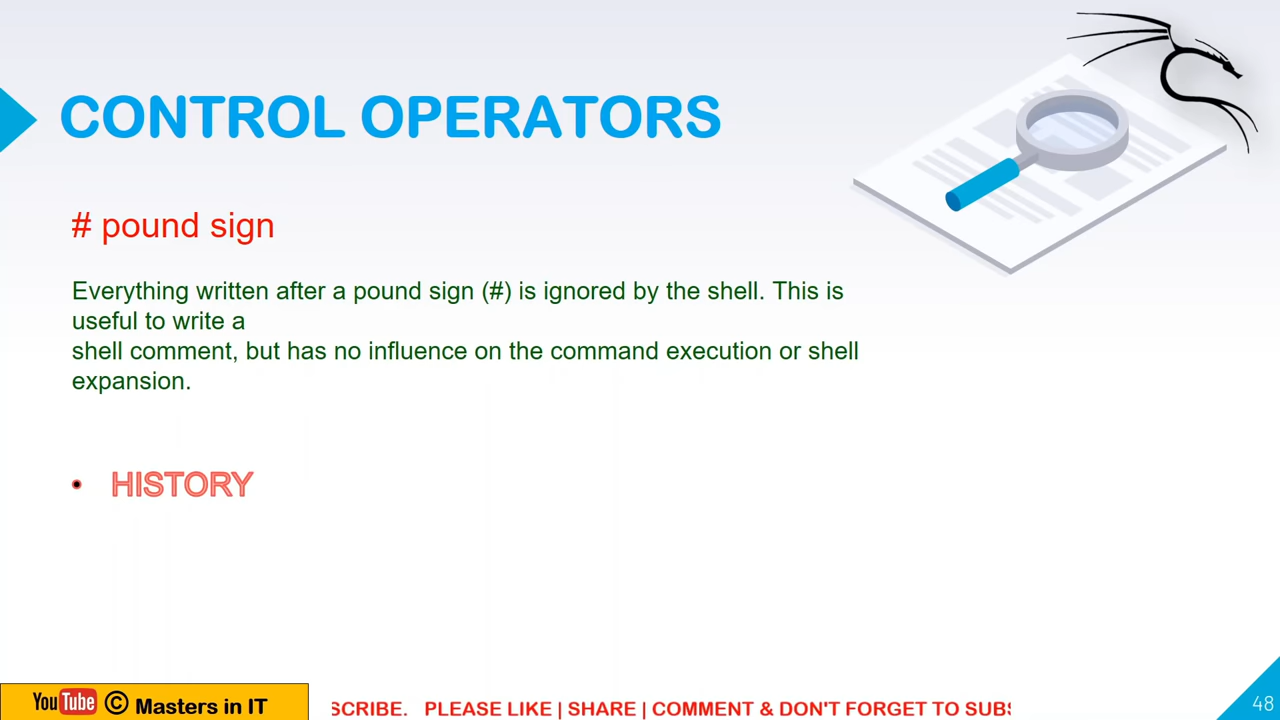 CONTROL OPERATORS
# pound sign
Everything written after a pound sign (#) is ignored by the shell. This is
useful to write a
shell comment, but has no influence on the command execution or shell
expansion.
• HISTORY
YouTube © Masters in IT
SCRIBE. PLEASE LIKE | SHARE | COMMENT & DON'T FORGET TO SUBS
48